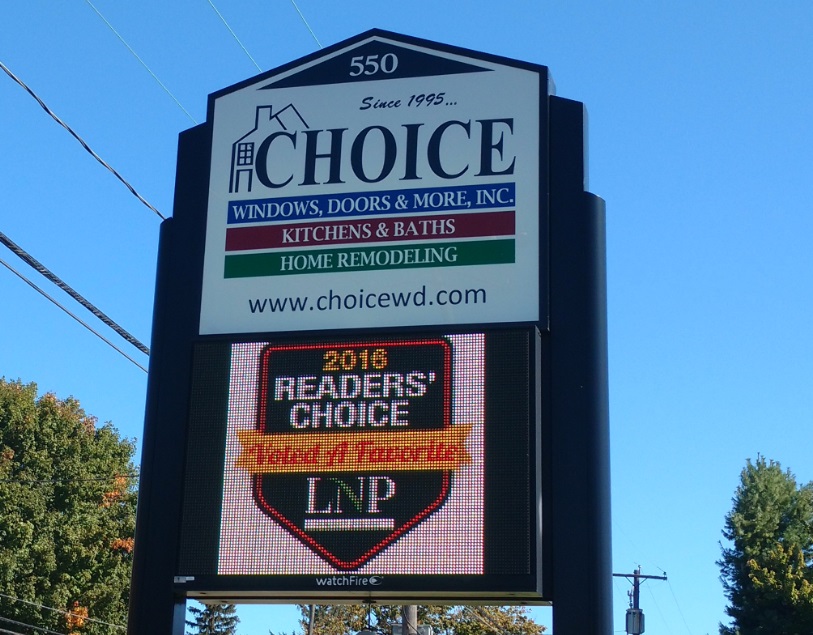 550
Since 1995...
CHOICE
WINDOWS, DOORS & MORE, INC.
KITCHENS & BATHS
HOME REMODELING
www.choicewd.com
2016
READERS'
CHOICE
Voted A Favorite
LNP
watchFire